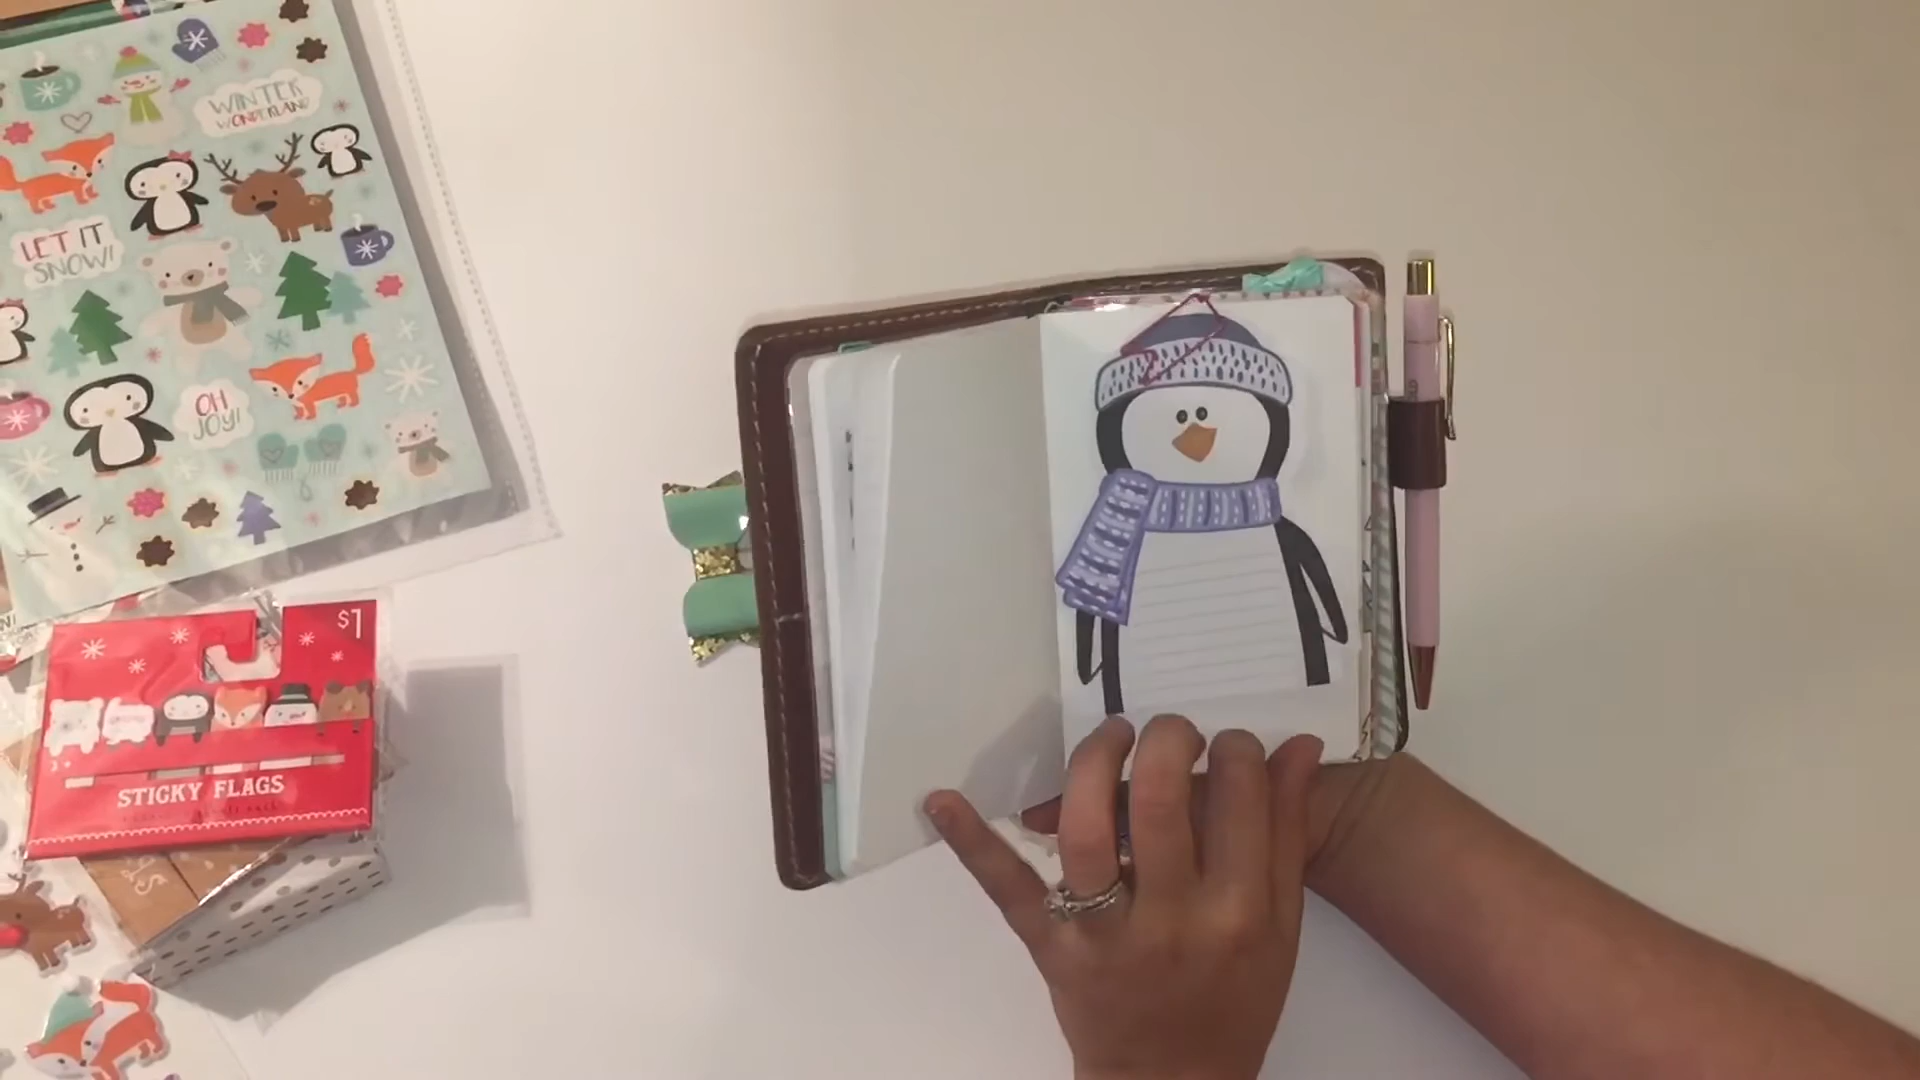 WINTER
WONDERLAND
LET IT
SNOW!
OH
JOY!
$1
STICKY FLAGS